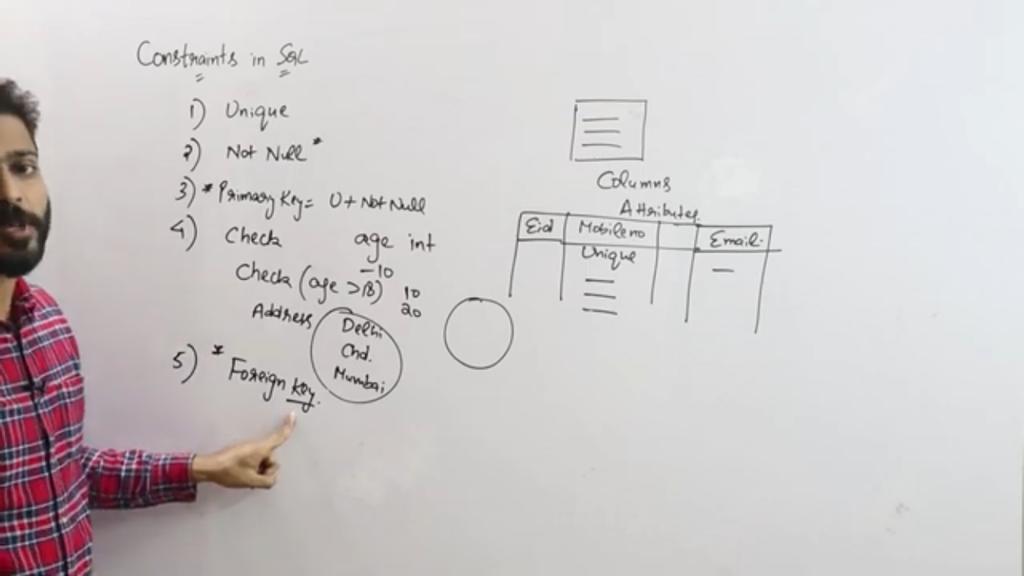 Constraints in SQL
1) Unique
2) Not Null *
3) * Primary Key = U + Not Null
4) Check age int
-10
Check (age > 18) 10
20
Address Delhi
Chd.
Mumbai
5) * Foreign Key.
Columns
Attributes
Eid Mobileno Email.
Unique